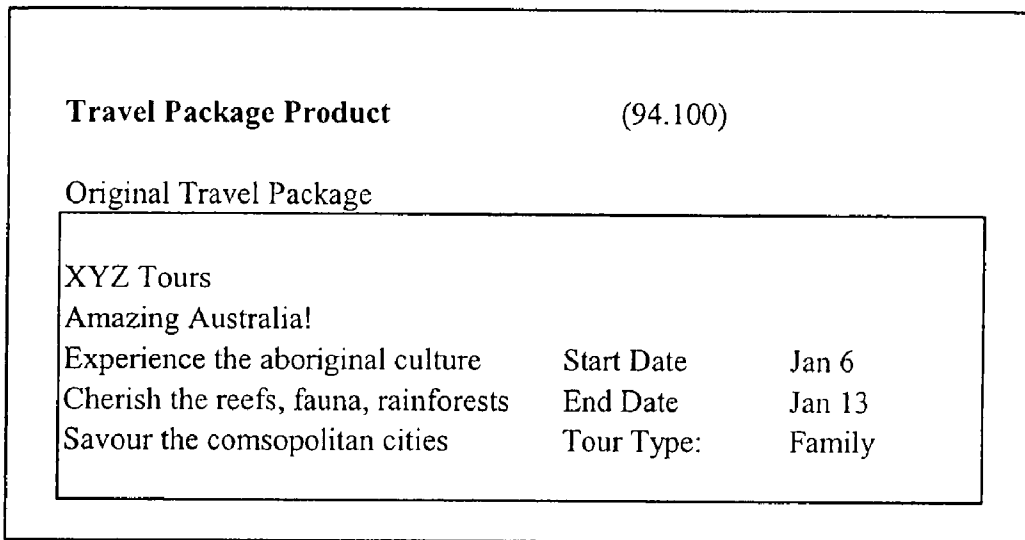 Travel Package Product (94.100)
Original Travel Package
XYZ Tours
Amazing Australia!
Experience the aboriginal culture Start Date Jan 6
Cherish the reefs, fauna, rainforests End Date Jan 13
Savour the comsopolitan cities Tour Type: Family